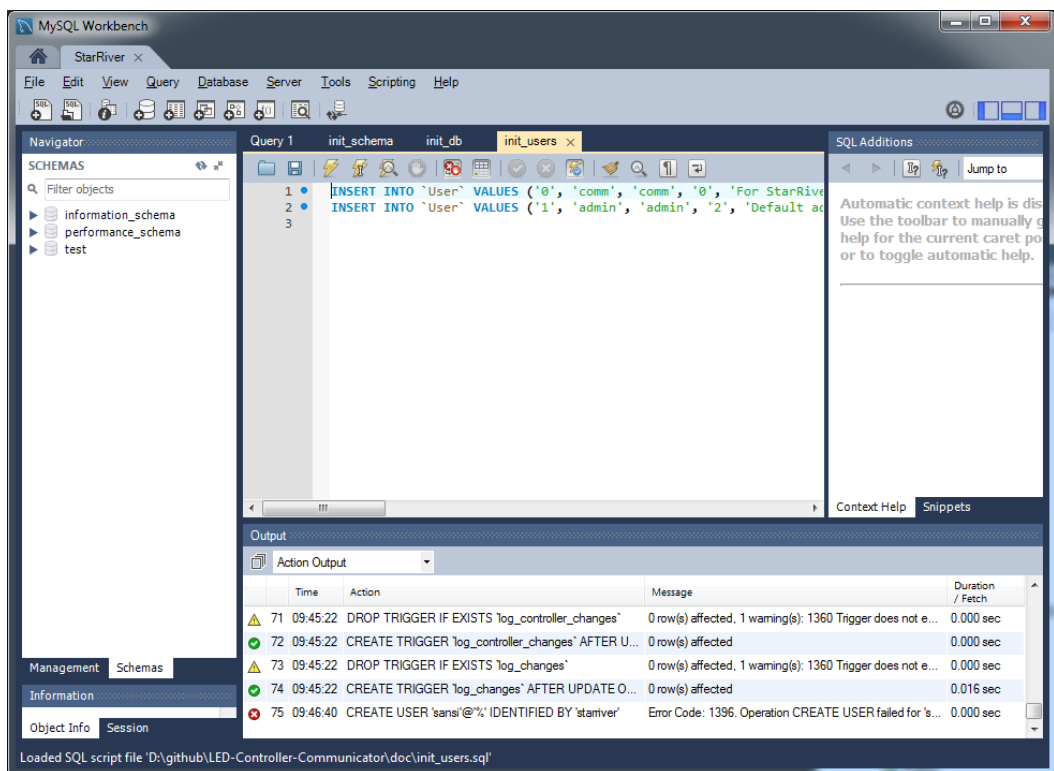 MySQL Workbench
StarRiver
File Edit View Query Database Server Tools Scripting Help
Navigator
SCHEMAS
Filter objects
information_schema
performance_schema
test
Management Schemas
Information
Object Info Session
Query 1 init_schema init_db init_users
1 INSERT INTO `User` VALUES ('0', 'comm', 'comm', '0', 'For StarRive
2 INSERT INTO `User` VALUES ('1', 'admin', 'admin', '2', 'Default ad
3
SQL Additions
Jump to
Automatic context help is dis
Use the toolbar to manually g
help for the current caret po
or to toggle automatic help.
Context Help Snippets
Output
Action Output
Time Action Message Duration / Fetch
71 09:45:22 DROP TRIGGER IF EXISTS `log_controller_changes` 0 row(s) affected, 1 warning(s): 1360 Trigger does not e... 0.000 sec
72 09:45:22 CREATE TRIGGER `log_controller_changes` AFTER U... 0 row(s) affected 0.000 sec
73 09:45:22 DROP TRIGGER IF EXISTS `log_changes` 0 row(s) affected, 1 warning(s): 1360 Trigger does not e... 0.000 sec
74 09:45:22 CREATE TRIGGER `log_changes` AFTER UPDATE O... 0 row(s) affected 0.016 sec
75 09:46:40 CREATE USER 'sansi'@'%' IDENTIFIED BY 'starriver' Error Code: 1396. Operation CREATE USER failed for 's... 0.000 sec
Loaded SQL script file 'D:\github\LED-Controller-Communicator\doc\init_users.sql'